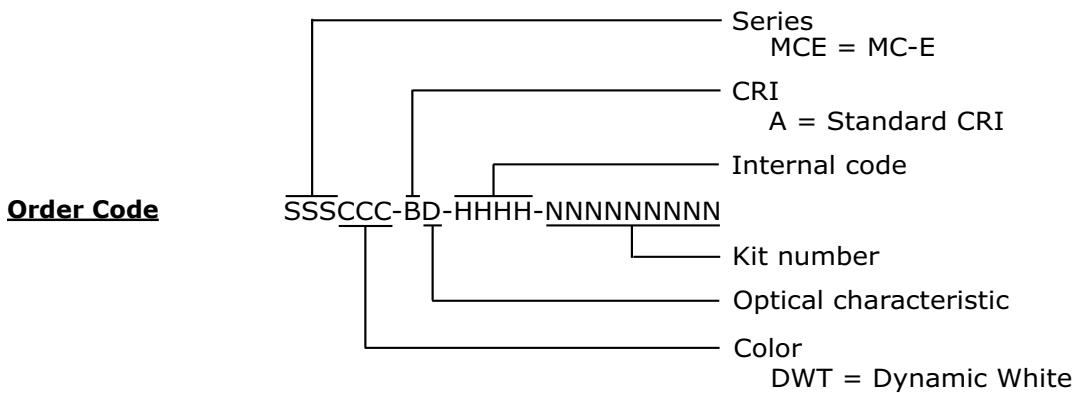 Series
MCE = MC-E
CRI
A = Standard CRI
Internal code
Order Code
SSSCCC-BD-HHHH-NNNNNNNNN
Kit number
Optical characteristic
Color
DWT = Dynamic White